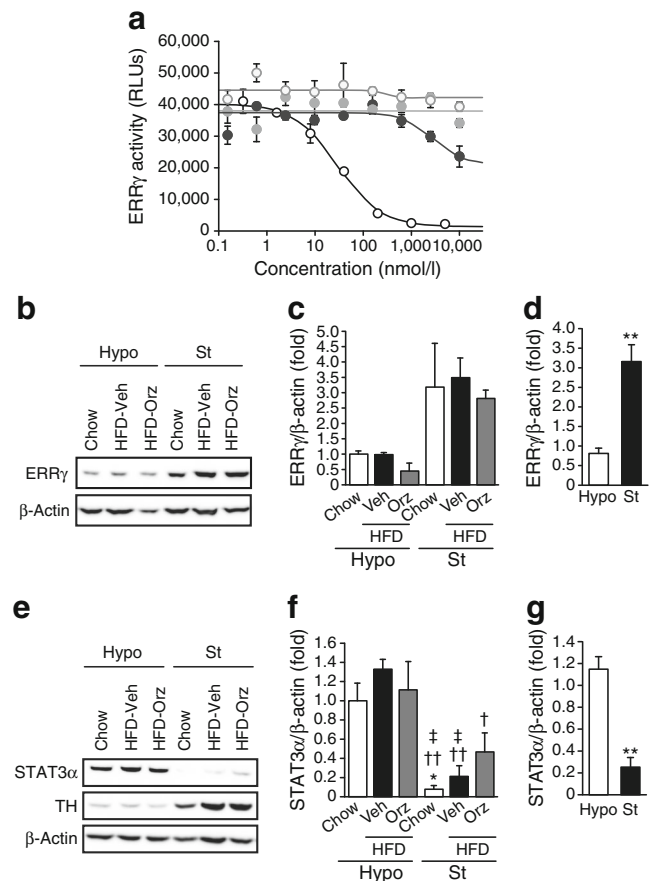 a
ERRγ activity (RLUs)
60,000
50,000
40,000
30,000
20,000
10,000
0
0.1 1 10 100 1000 10,000
Concentration (nmol/l)
b
Hypo St
Chow HFD-Veh HFD-Orz Chow HFD-Veh HFD-Orz
ERRγ
β-Actin
c
ERRγ/β-actin (fold)
5.0
4.5
4.0
3.5
3.0
2.5
2.0
1.5
1.0
0.5
0
Chow Veh Orz Chow Veh Orz
HFD HFD
Hypo St
d
ERRγ/β-actin (fold)
4.0
3.5
3.0
2.5
2.0
1.5
1.0
0.5
0
**
Hypo St
e
Hypo St
Chow HFD-Veh HFD-Orz Chow HFD-Veh HFD-Orz
STAT3α
TH
β-Actin
f
STAT3α/β-actin (fold)
1.6
1.4
1.2
1.0
0.8
0.6
0.4
0.2
0
‡ ‡ †
†† ††
*
Chow Veh Orz Chow Veh Orz
HFD HFD
Hypo St
g
STAT3α/β-actin (fold)
1.4
1.2
1.0
0.8
0.6
0.4
0.2
0
**
Hypo St